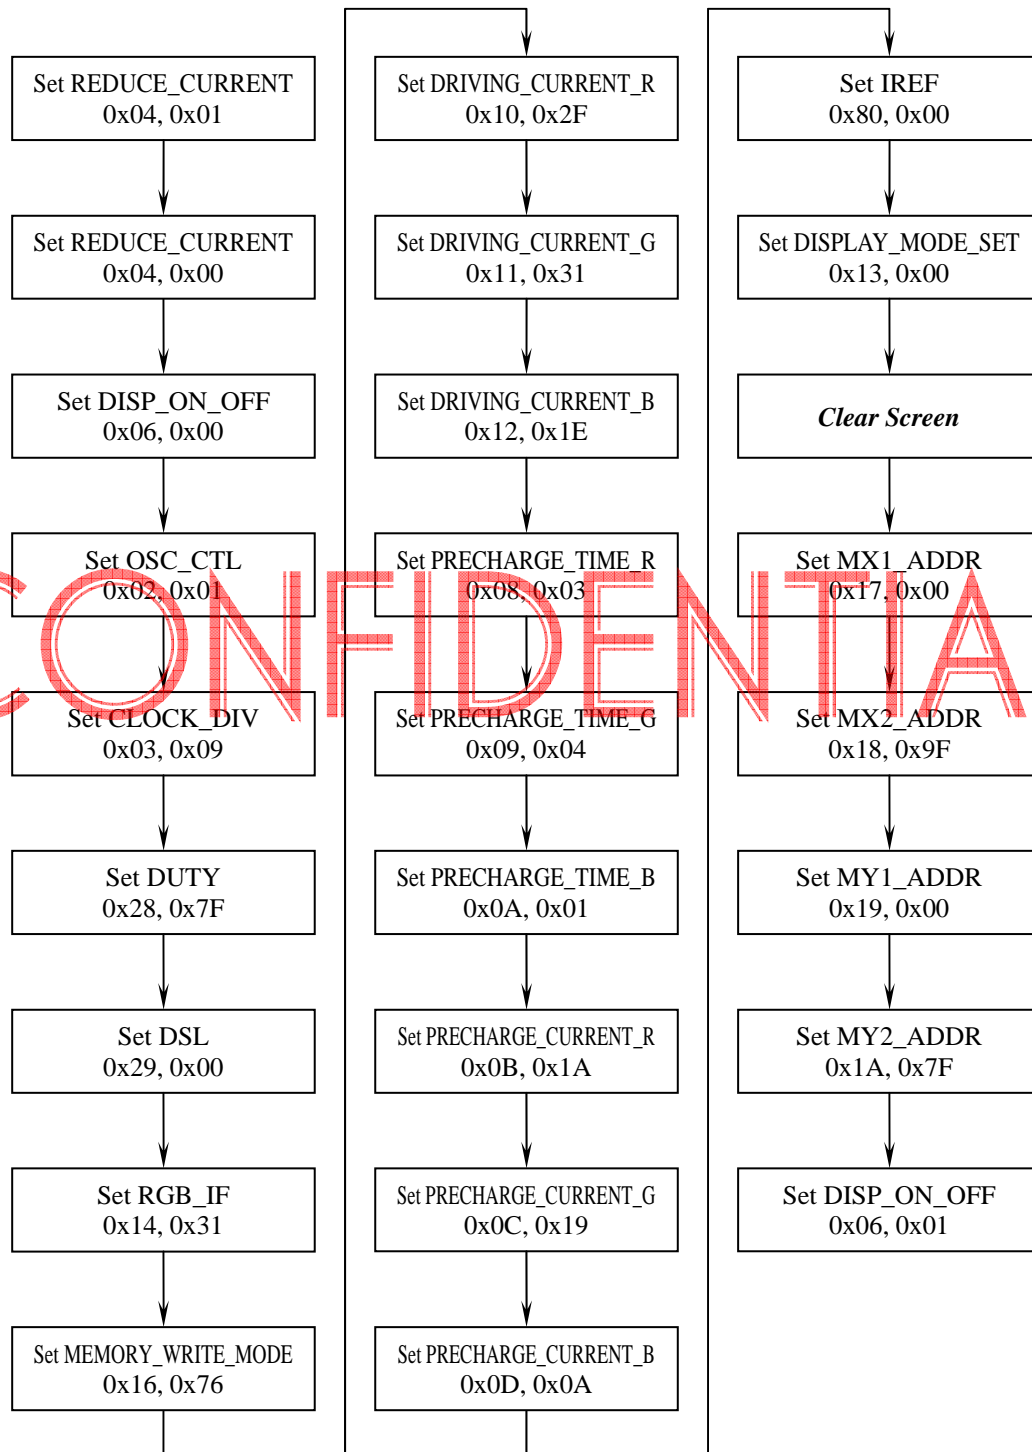 Set REDUCE_CURRENT
0x04, 0x01
Set REDUCE_CURRENT
0x04, 0x00
Set DISP_ON_OFF
0x06, 0x00
Set OSC_CTL
0x02, 0x01
Set CLOCK_DIV
0x03, 0x09
Set DUTY
0x28, 0x7F
Set DSL
0x29, 0x00
Set RGB_IF
0x14, 0x31
Set MEMORY_WRITE_MODE
0x16, 0x76
Set DRIVING_CURRENT_R
0x10, 0x2F
Set DRIVING_CURRENT_G
0x11, 0x31
Set DRIVING_CURRENT_B
0x12, 0x1E
Set PRECHARGE_TIME_R
0x08, 0x03
Set PRECHARGE_TIME_G
0x09, 0x04
Set PRECHARGE_TIME_B
0x0A, 0x01
Set PRECHARGE_CURRENT_R
0x0B, 0x1A
Set PRECHARGE_CURRENT_G
0x0C, 0x19
Set PRECHARGE_CURRENT_B
0x0D, 0x0A
Set IREF
0x80, 0x00
Set DISPLAY_MODE_SET
0x13, 0x00
Clear Screen
Set MX1_ADDR
0x17, 0x00
Set MX2_ADDR
0x18, 0x9F
Set MY1_ADDR
0x19, 0x00
Set MY2_ADDR
0x1A, 0x7F
Set DISP_ON_OFF
0x06, 0x01
CONFIDENTIA